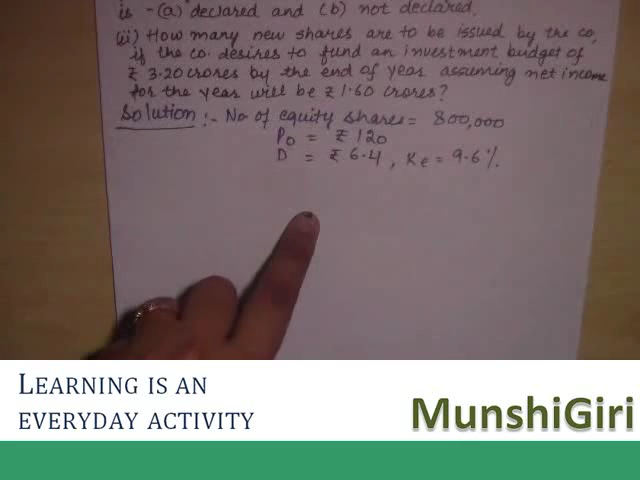 is - (a) declared and (b) not declared.
(ii) How many new shares are to be issued by the co,
if the co. desires to fund an investment budget of
₹ 3.20 crores by the end of year assuming net income
for the year will be ₹ 1.60 crores?
Solution :- No of equity shares = 800,000
P0 = ₹ 120
D = ₹ 6.4, Ke = 9.6%
LEARNING IS AN
EVERYDAY ACTIVITY
MunshiGiri